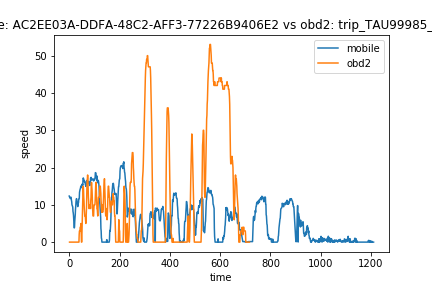 e: AC2EE03A-DDFA-48C2-AFF3-77226B9406E2 vs obd2: trip_TAU99985_
mobile
obd2
50
40
30
20
10
0
speed
0 200 400 600 800 1000 1200
time